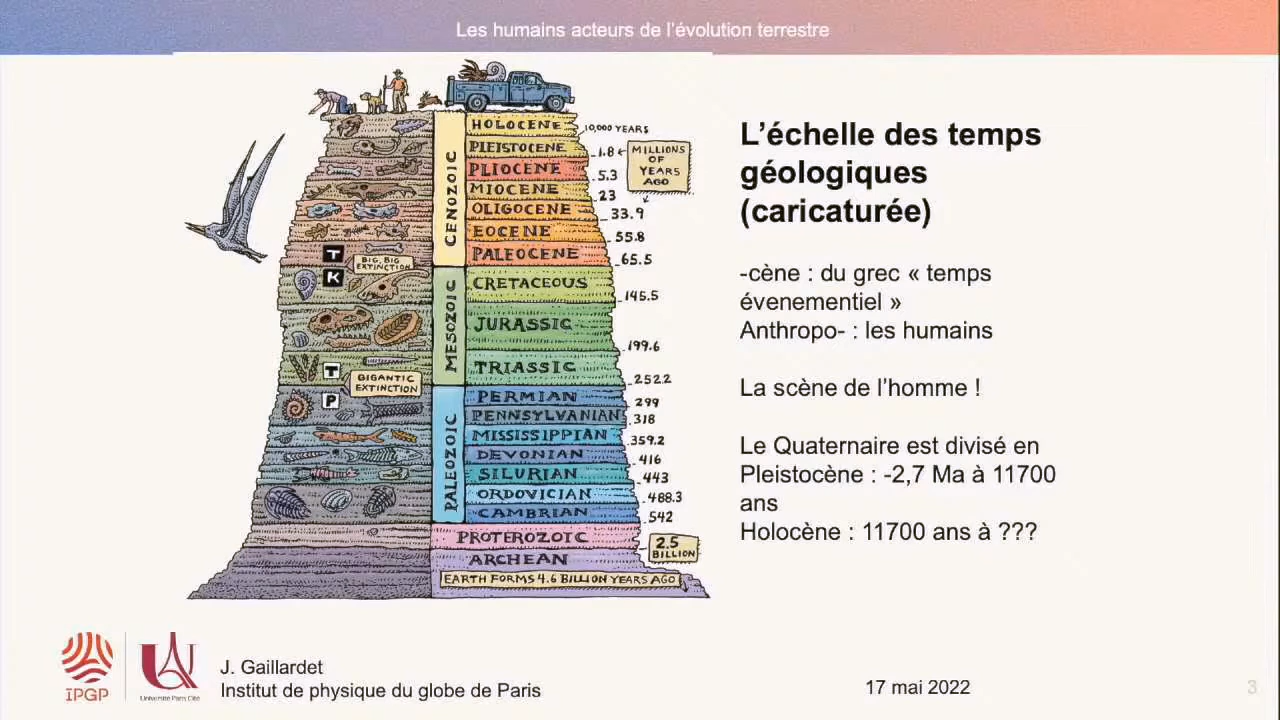 Les humains acteurs de l'évolution terrestre
HOLOCENE
10,000 YEARS
PLEISTOCENE
1.8
MILLIONS
OF
YEARS
AGO
PLIOCENE
5.3
MIOCENE
23
OLIGOCENE
33.9
EOCENE
55.8
PALEOCENE
65.5
CENOZOIC
T
BIG, BIG
EXTINCTION
K
CRETACEOUS
145.5
JURASSIC
199.6
TRIASSIC
252.2
MESOZOIC
T
GIGANTIC
EXTINCTION
P
PERMIAN
299
PENNSYLVANIAN
318
MISSISSIPPIAN
359.2
DEVONIAN
416
SILURIAN
443
ORDOVICIAN
488.3
CAMBRIAN
542
PALEOZOIC
PROTEROZOIC
2.5
BILLION
ARCHEAN
EARTH FORMS 4.6 BILLION YEARS AGO
L'échelle des temps
géologiques
(caricaturée)
-cène : du grec « temps
évenementiel »
Anthropo- : les humains
La scène de l'homme !
Le Quaternaire est divisé en
Pleistocène : -2,7 Ma à 11700
ans
Holocène : 11700 ans à ???
IPGP
Université Paris Cité
J. Gaillardet
Institut de physique du globe de Paris
17 mai 2022
3